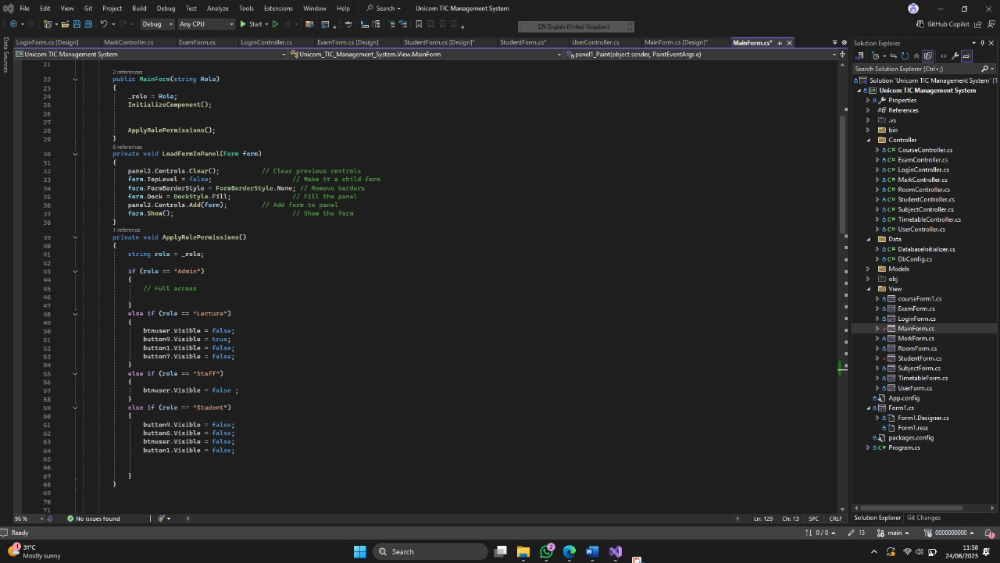 File Edit View Git Project Build Debug Test Analyze Tools Extensions Window Help Search Unicom TIC Management System
Debug Any CPU Start EN English (United Kingdom) GitHub Copilot
LoginForm.cs [Design] MarkController.cs ExamForm.cs LoginController.cs ExamForm.cs [Design] StudentForm.cs [Design]* StudentForm.cs* UserController.cs MainForm.cs [Design]* MainForm.cs*
Unicom TIC Management System Unicom_TIC_Management_System.View.MainForm panel1_Paint(object sender, PaintEventArgs e)
Data Sources
21
2 references
22 public MainForm(string Role)
23 {
24 _role = Role;
25 InitializeComponent();
26
27
28 ApplyRolePermissions();
29 }
8 references
30 private void LoadFormInPanel(Form form)
31 {
32 panel2.Controls.Clear(); // Clear previous controls
33 form.TopLevel = false; // Make it a child form
34 form.FormBorderStyle = FormBorderStyle.None; // Remove borders
35 form.Dock = DockStyle.Fill; // Fill the panel
36 panel2.Controls.Add(form); // Add form to panel
37 form.Show(); // Show the form
38 }
1 reference
39 private void ApplyRolePermissions()
40 {
41 string role = _role;
42
43 if (role == "Admin")
44 {
45 // Full access
46
47 }
48 else if (role == "Lecture")
49 {
50 btnuser.Visible = false;
51 button4.Visible = true;
52 button1.Visible = false;
53 button7.Visible = false;
54 }
55 else if (role == "Staff")
56 {
57 btnuser.Visible = false ;
58 }
59 else if (role == "Student")
60 {
61 button4.Visible = false;
62 button6.Visible = false;
63 btnuser.Visible = false;
64 button1.Visible = false;
65
66
67 }
68 }
69
70
71
96 % No issues found Ln: 129 Ch: 13 SPC CRLF
Solution Explorer
Search Solution Explorer (Ctrl+;)
Solution 'Unicom TIC Management System' (1
Unicom TIC Management System
Properties
References
.vs
bin
Controller
C# CourseController.cs
C# ExamController.cs
C# LoginController.cs
C# MarkController.cs
C# RoomController.cs
C# StudentController.cs
C# SubjectController.cs
C# TimetableController.cs
C# UserController.cs
Data
C# DatabaseInitializer.cs
C# DbConfig.cs
Models
obj
View
courseForm1.cs
ExamForm.cs
LoginForm.cs
MainForm.cs
MarkForm.cs
RoomForm.cs
StudentForm.cs
SubjectForm.cs
TimetableForm.cs
UserForm.cs
App.config
Form1.cs
Form1.Designer.cs
Form1.resx
packages.config
C# Program.cs
Solution Explorer Git Changes
Ready 0 / 0 13 main 0000000000 1
1 31°C
Mostly sunny
Search
2
11:58
24/06/2025